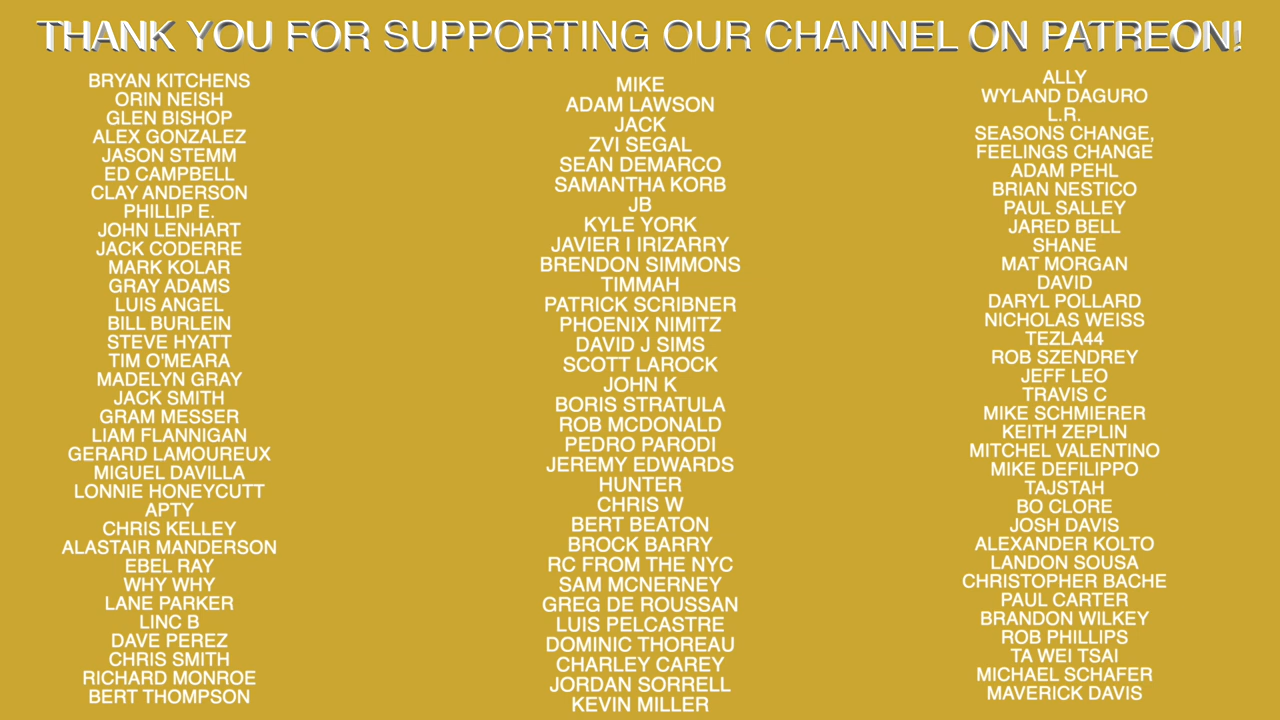 THANK YOU FOR SUPPORTING OUR CHANNEL ON PATREON!
BRYAN KITCHENS
ORIN NEISH
GLEN BISHOP
ALEX GONZALEZ
JASON STEMM
ED CAMPBELL
CLAY ANDERSON
PHILLIP E.
JOHN LENHART
JACK CODERRE
MARK KOLAR
GRAY ADAMS
LUIS ANGEL
BILL BURLEIN
STEVE HYATT
TIM O'MEARA
MADELYN GRAY
JACK SMITH
GRAM MESSER
LIAM FLANNIGAN
GERARD LAMOUREUX
MIGUEL DAVILLA
LONNIE HONEYCUTT
APTY
CHRIS KELLEY
ALASTAIR MANDERSON
EBEL RAY
WHY WHY
LANE PARKER
LINC B
DAVE PEREZ
CHRIS SMITH
RICHARD MONROE
BERT THOMPSON
MIKE
ADAM LAWSON
JACK
ZVI SEGAL
SEAN DEMARCO
SAMANTHA KORB
JB
KYLE YORK
JAVIER I IRIZARRY
BRENDON SIMMONS
TIMMAH
PATRICK SCRIBNER
PHOENIX NIMITZ
DAVID J SIMS
SCOTT LAROCK
JOHN K
BORIS STRATULA
ROB MCDONALD
PEDRO PARODI
JEREMY EDWARDS
HUNTER
CHRIS W
BERT BEATON
BROCK BARRY
RC FROM THE NYC
SAM MCNERNEY
GREG DE ROUSSAN
LUIS PELCASTRE
DOMINIC THOREAU
CHARLEY CAREY
JORDAN SORRELL
KEVIN MILLER
ALLY
WYLAND DAGURO
L.R.
SEASONS CHANGE,
FEELINGS CHANGE
ADAM PEHL
BRIAN NESTICO
PAUL SALLEY
JARED BELL
SHANE
MAT MORGAN
DAVID
DARYL POLLARD
NICHOLAS WEISS
TEZLA44
ROB SZENDREY
JEFF LEO
TRAVIS C
MIKE SCHMIERER
KEITH ZEPLIN
MITCHEL VALENTINO
MIKE DEFILIPPO
TAJSTAH
BO CLORE
JOSH DAVIS
ALEXANDER KOLTO
LANDON SOUSA
CHRISTOPHER BACHE
PAUL CARTER
BRANDON WILKEY
ROB PHILLIPS
TA WEI TSAI
MICHAEL SCHAFER
MAVERICK DAVIS